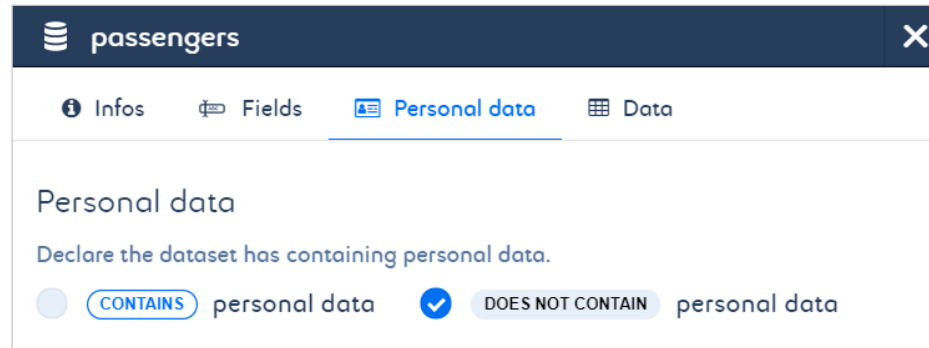 passengers
Infos Fields Personal data Data
Personal data
Declare the dataset has containing personal data.
CONTAINS personal data DOES NOT CONTAIN personal data